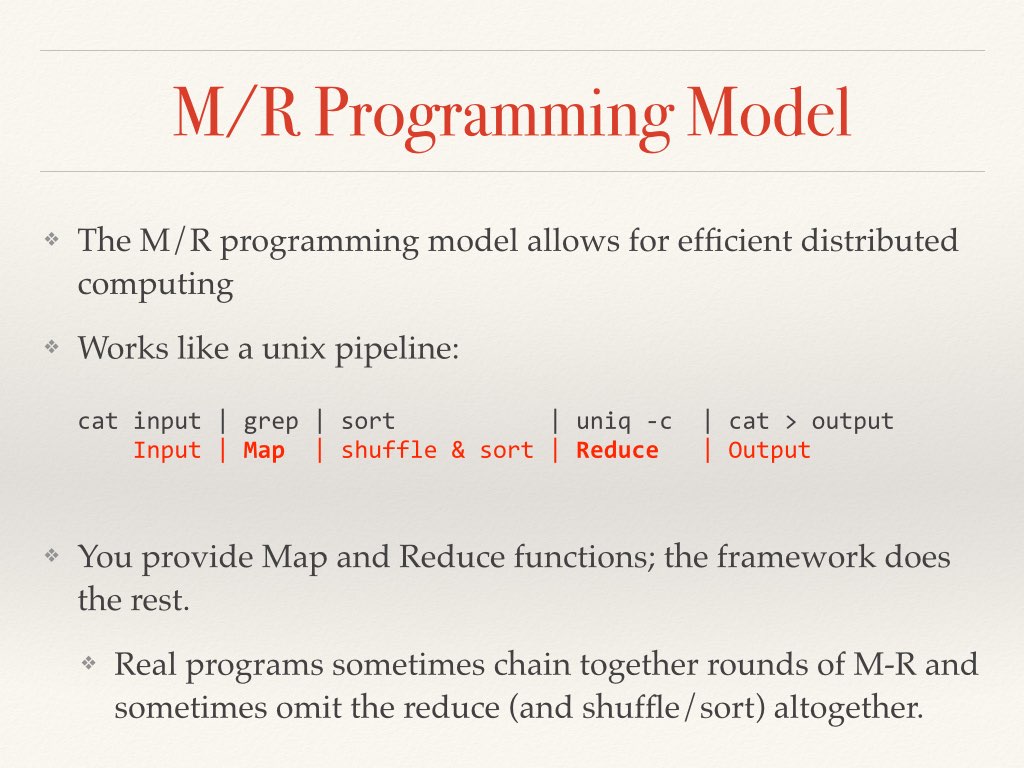 M/R Programming Model
❖ The M/R programming model allows for efficient distributed
computing
❖ Works like a unix pipeline:
cat input | grep | sort           | uniq -c  | cat > output
    Input | Map  | shuffle & sort | Reduce   | Output
❖ You provide Map and Reduce functions; the framework does
the rest.
❖ Real programs sometimes chain together rounds of M-R and
sometimes omit the reduce (and shuffle/sort) altogether.